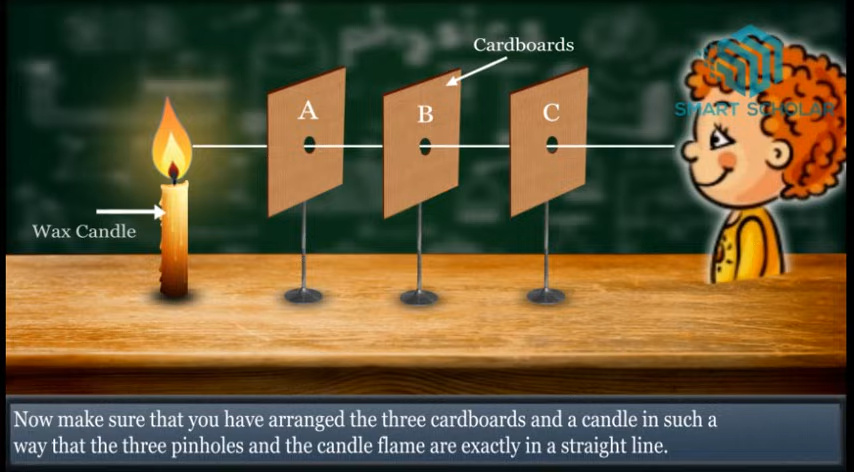 Cardboards
SMART SCHOLAR
A
B
C
Wax Candle
Now make sure that you have arranged the three cardboards and a candle in such a
way that the three pinholes and the candle flame are exactly in a straight line.